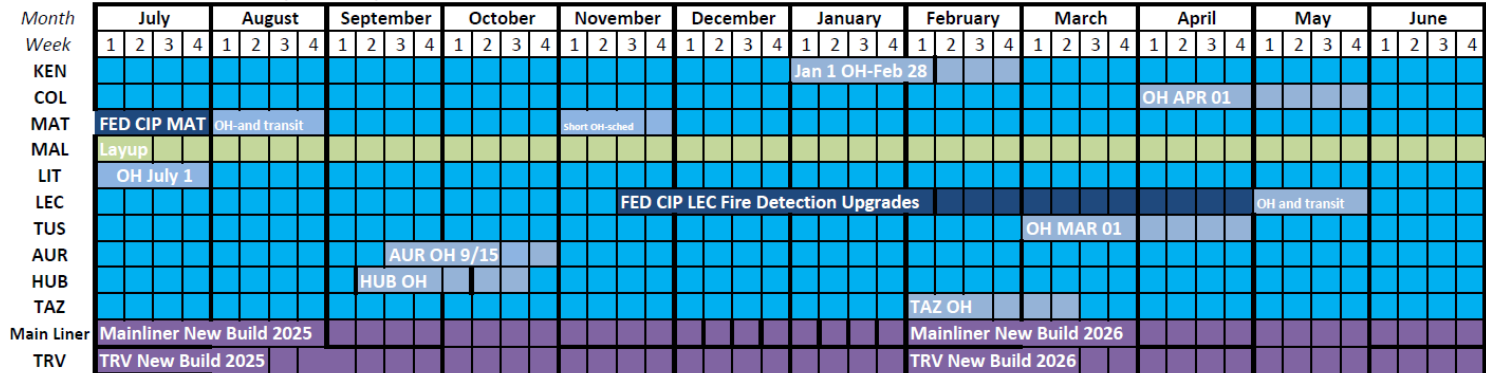 Month July August September October November December January February March April May June
Week 1 2 3 4 1 2 3 4 1 2 3 4 1 2 3 4 1 2 3 4 1 2 3 4 1 2 3 4 1 2 3 4 1 2 3 4 1 2 3 4 1 2 3 4 1 2 3 4
KEN Jan 1 OH-Feb 28
COL OH APR 01
MAT FED CIP MAT OH-and transit Short OH-sched
MAL Layup
LIT OH July 1
LEC FED CIP LEC Fire Detection Upgrades OH and transit
TUS OH MAR 01
AUR AUR OH 9/15
HUB HUB OH
TAZ TAZ OH
Main Liner Mainliner New Build 2025 Mainliner New Build 2026
TRV TRV New Build 2025 TRV New Build 2026